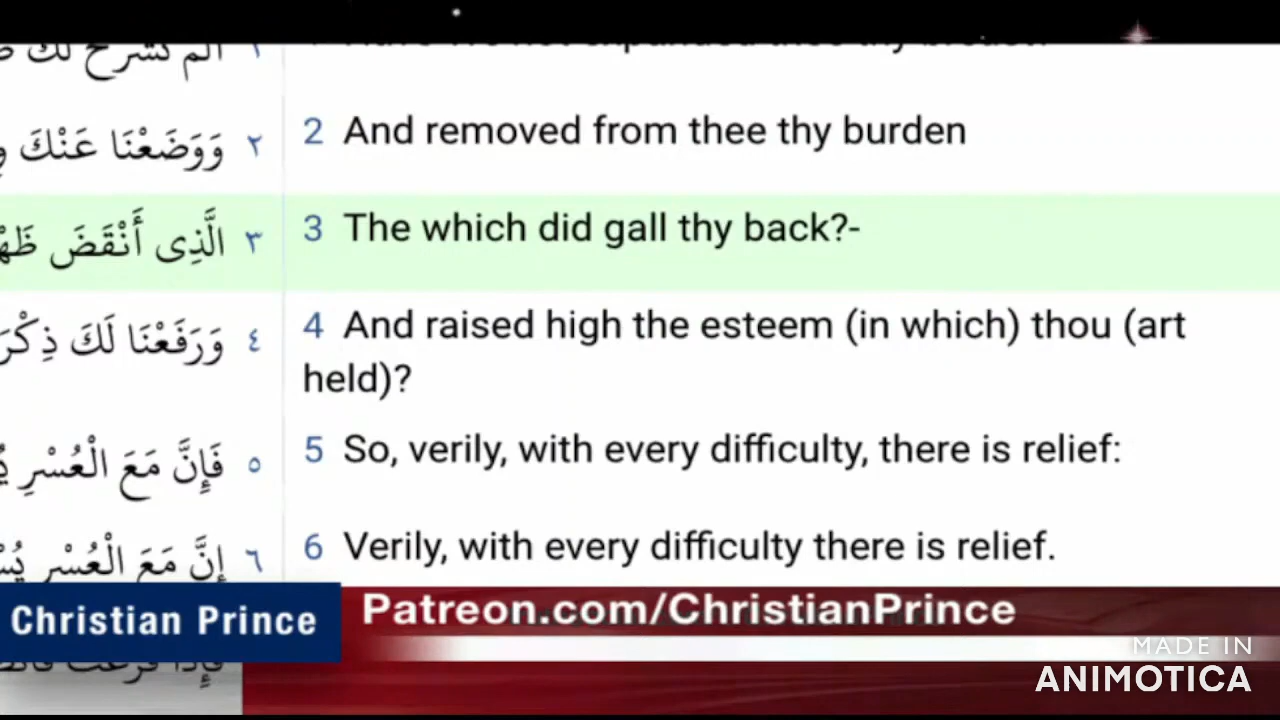 ألم نشرح لك
٢ وَوَضَعْنَا عَنْكَ
2 And removed from thee thy burden
٣ الَّذِى أَنْقَضَ
3 The which did gall thy back?-
٤ وَرَفَعْنَا لَكَ
4 And raised high the esteem (in which) thou (art
held)?
٥ فَإِنَّ مَعَ الْعُسْرِ
5 So, verily, with every difficulty, there is relief:
٦ إِنَّ مَعَ الْعُسْرِ
6 Verily, with every difficulty there is relief.
Christian Prince
Patreon.com/ChristianPrince
MADE IN
ANIMOTICA